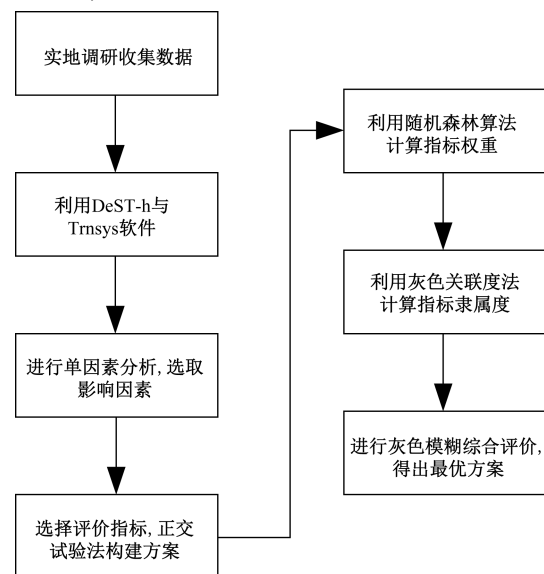 实地调研收集数据
利用DeST-h与
Trnsys软件
进行单因素分析,选取
影响因素
选择评价指标,正交
试验法构建方案
利用随机森林算法
计算指标权重
利用灰色关联度法
计算指标隶属度
进行灰色模糊综合评价,
得出最优方案